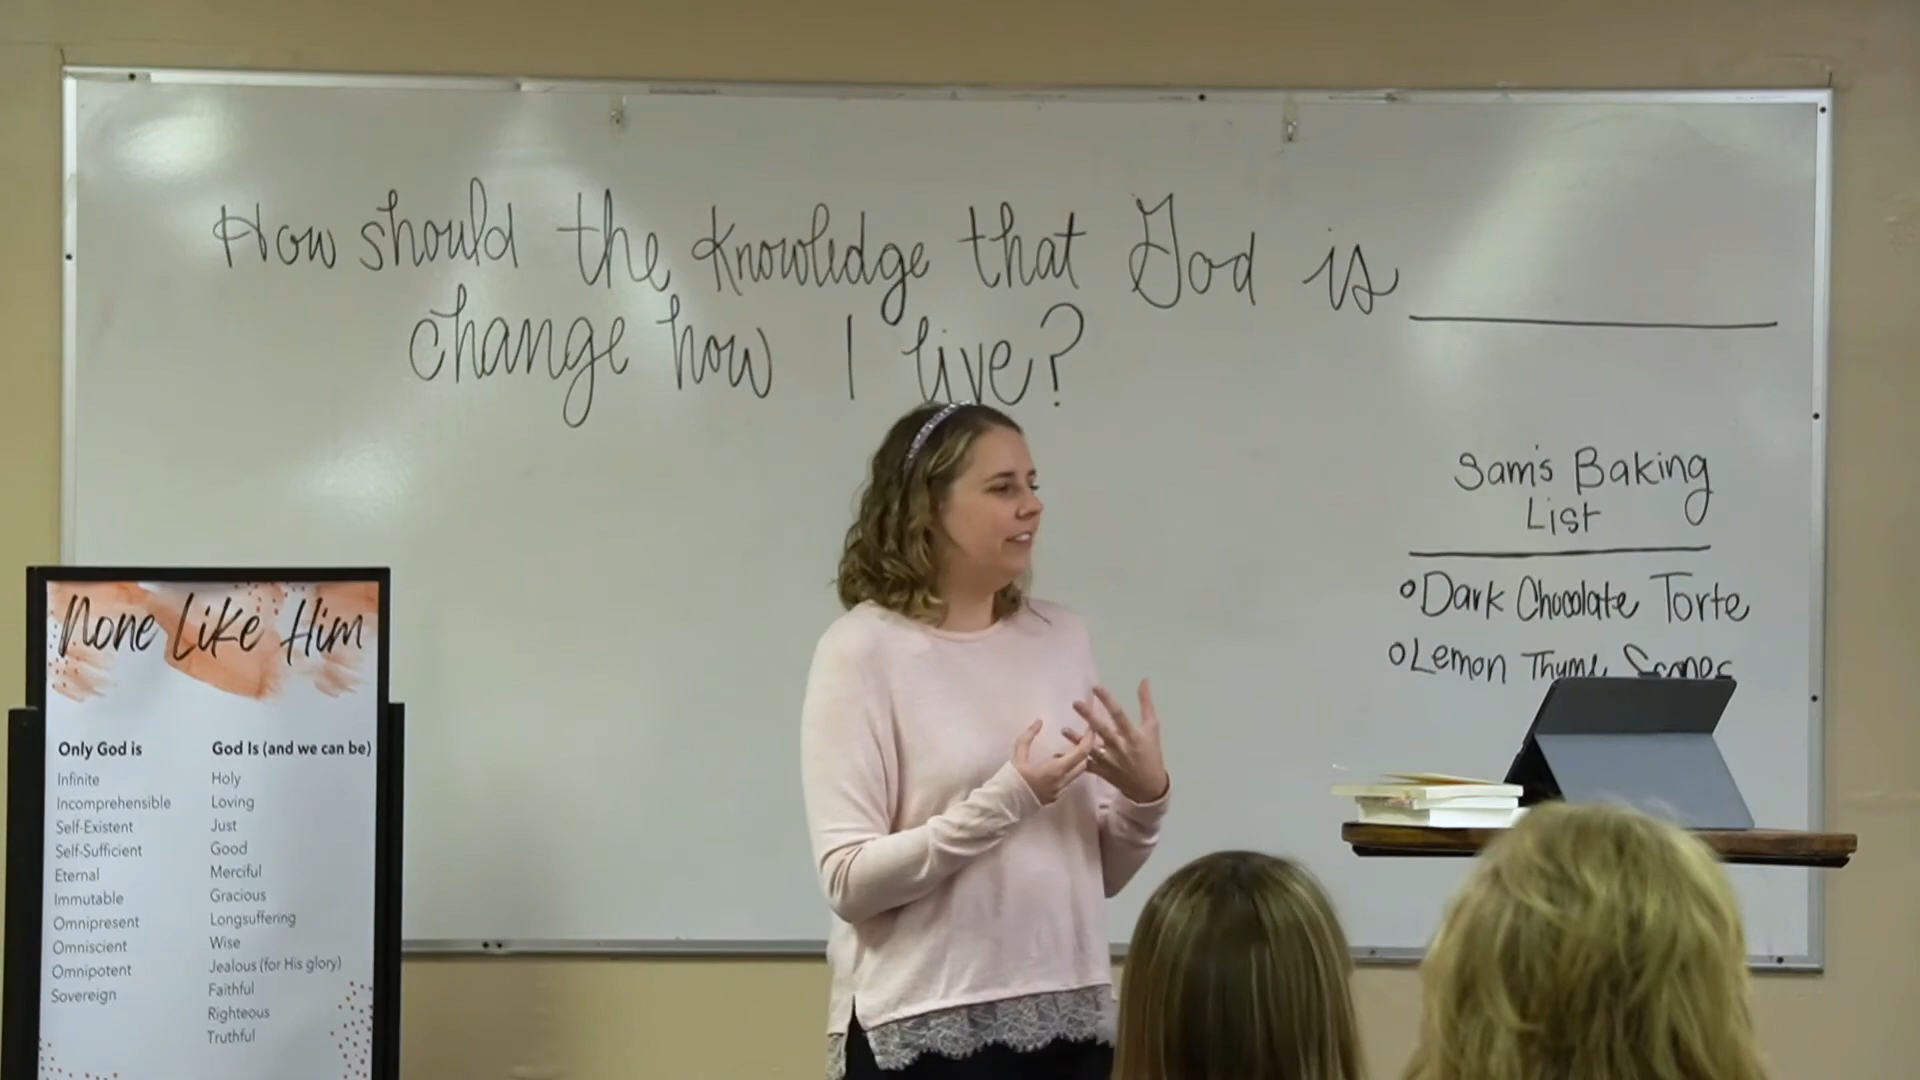 How should the Knowledge that God is ________
change how I live?
Sam's Baking
List
Dark Chocolate Torte
Lemon Thyme Scones
None Like Him
Only God is
Infinite
Incomprehensible
Self-Existent
Self-Sufficient
Eternal
Immutable
Omnipresent
Omniscient
Omnipotent
Sovereign
God Is (and we can be)
Holy
Loving
Just
Good
Merciful
Gracious
Longsuffering
Wise
Jealous (for His glory)
Faithful
Righteous
Truthful